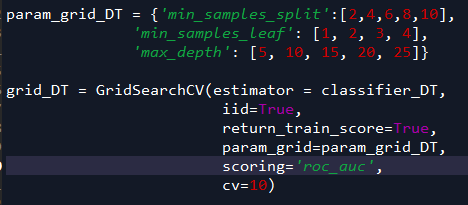 param_grid_DT = {'min_samples_split':[2,4,6,8,10],
                 'min_samples_leaf': [1, 2, 3, 4],
                 'max_depth': [5, 10, 15, 20, 25]}

grid_DT = GridSearchCV(estimator = classifier_DT,
                       iid=True,
                       return_train_score=True,
                       param_grid=param_grid_DT,
                       scoring='roc_auc',
                       cv=10)